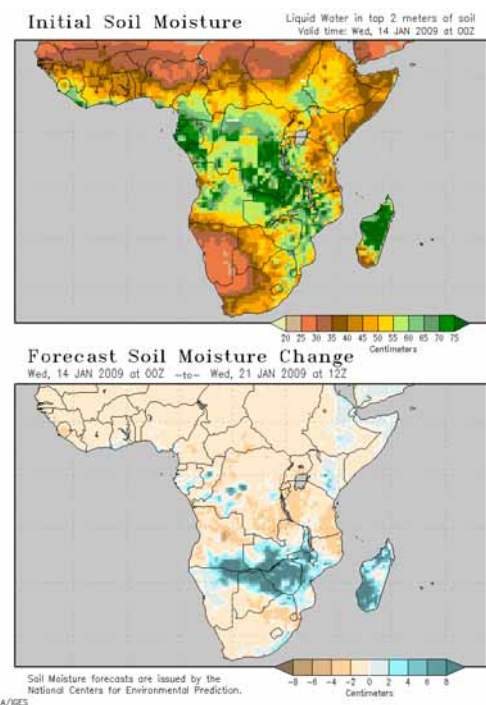 Initial Soil Moisture
Liquid Water in top 2 meters of soil
Valid time: Wed, 14 JAN 2009 at 00Z
20 25 30 35 40 45 50 55 60 65 70 75
Centimeters
Forecast Soil Moisture Change
Wed, 14 JAN 2009 at 00Z -to- Wed, 21 JAN 2009 at 12Z
-8 -6 -4 -2 0 2 4 6 8
Centimeters
Soil Moisture forecasts are issued by the
National Centers for Environmental Prediction.
A/IGES